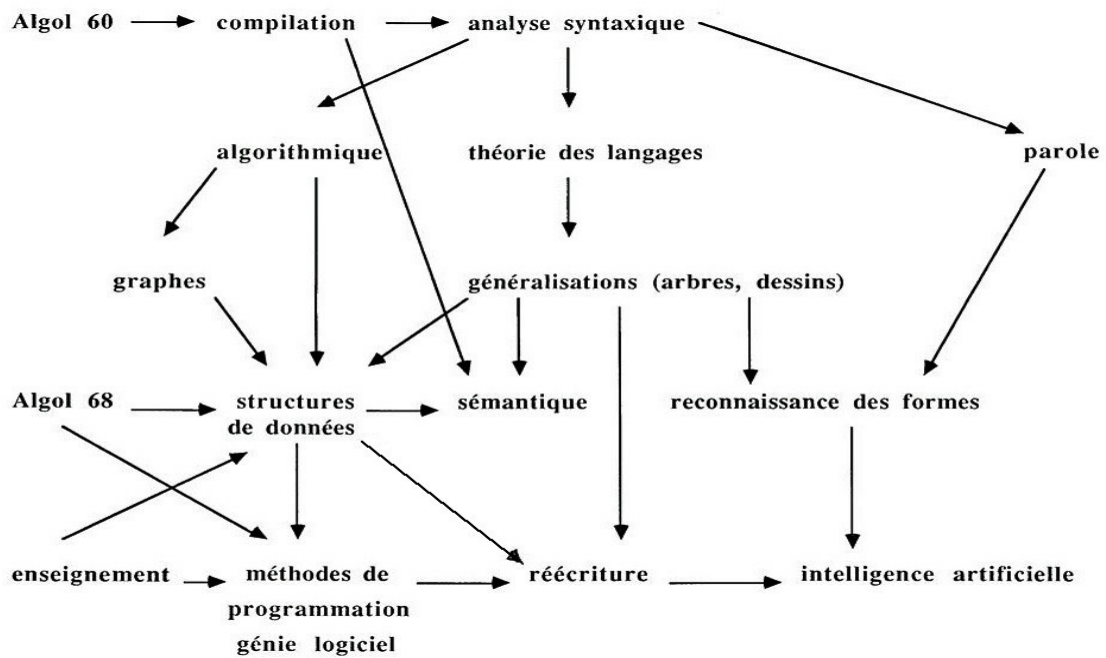 Algol 60 compilation analyse syntaxique
algorithmique théorie des langages parole
graphes généralisations (arbres, dessins)
Algol 68 structures sémantique reconnaissance des formes
de données
enseignement méthodes de réécriture intelligence artificielle
programmation
génie logiciel